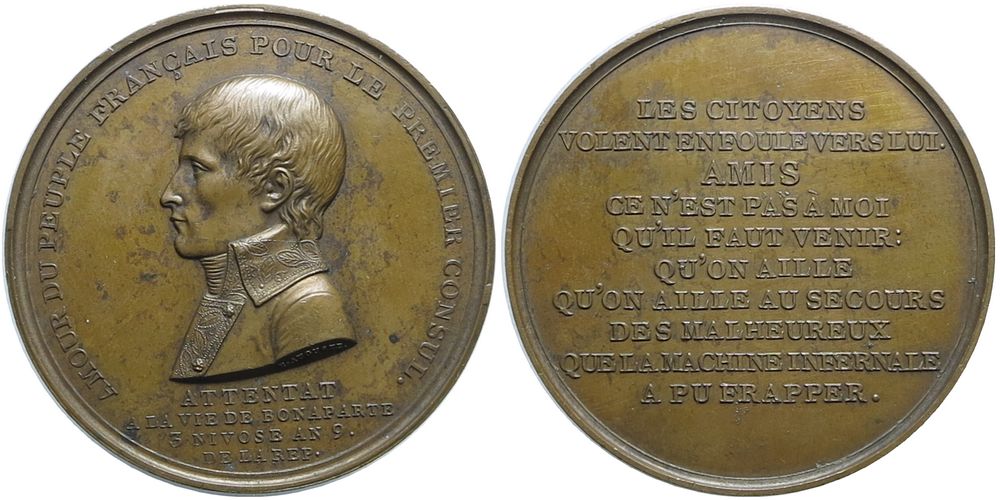 AMOUR DU PEUPLE FRANÇAIS POUR LE PREMIER CONSUL.
ATTENTAT
A LA VIE DE BONAPARTE
3 NIVOSE AN 9.
DE LA REP.
LES CITOYENS
VOLENT EN FOULE VERS LUI.
AMIS
CE N'EST PAS À MOI
QU'IL FAUT VENIR:
QU'ON AILLE
QU'ON AILLE AU SECOURS
DES MALHEUREUX
QUE LA MACHINE INFERNALE
A PU FRAPPER.